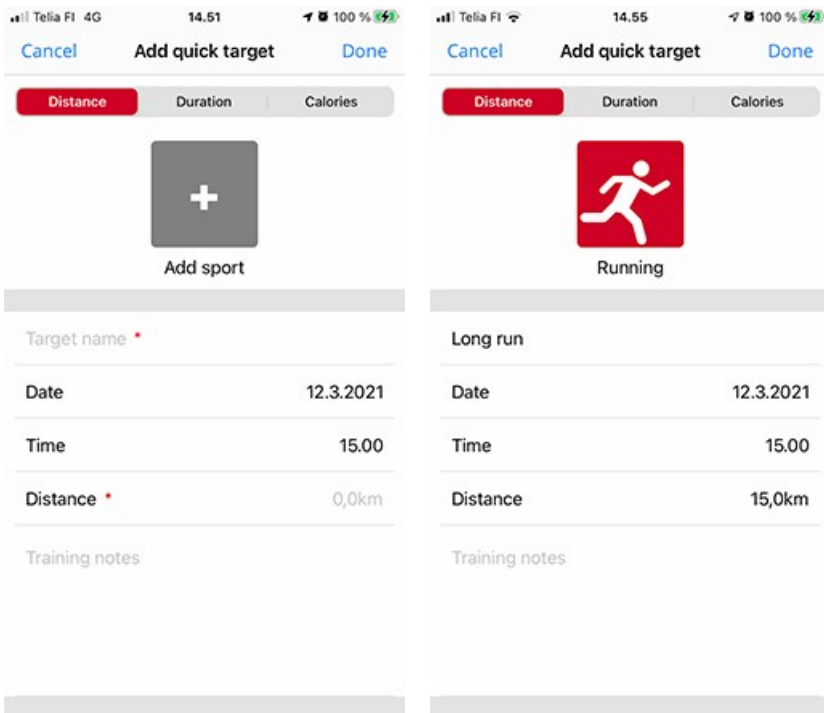 Telia FI 4G 14.51 100 %
Cancel Add quick target Done
Distance Duration Calories
+
Add sport
Target name *
Date 12.3.2021
Time 15.00
Distance * 0,0km
Training notes
Telia FI 14.55 100 %
Cancel Add quick target Done
Distance Duration Calories
Running
Long run
Date 12.3.2021
Time 15.00
Distance 15,0km
Training notes